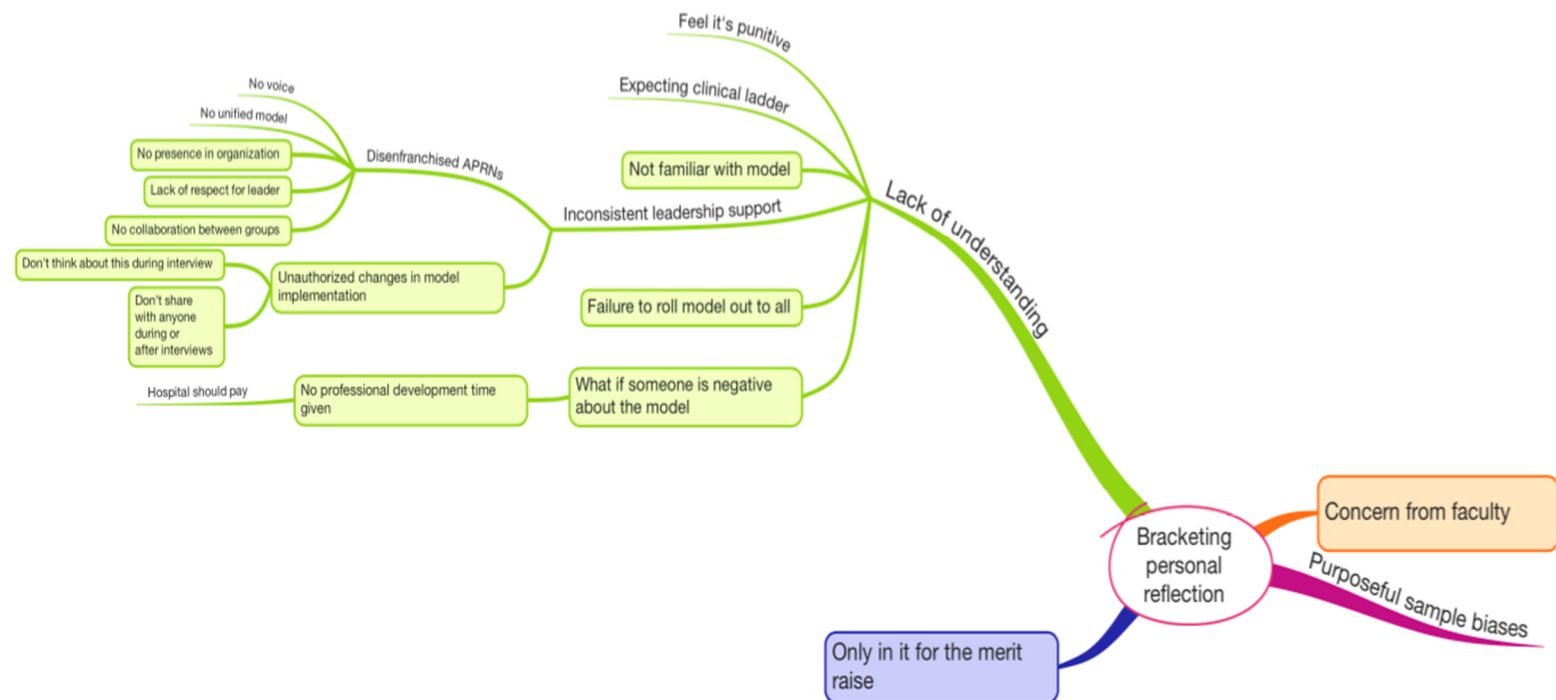 Feel it's punitive
Expecting clinical ladder
Not familiar with model
Inconsistent leadership support
Failure to roll model out to all
What if someone is negative
about the model
Lack of understanding
No voice
No unified model
No presence in organization
Lack of respect for leader
No collaboration between groups
Disenfranchised APRNs
Don't think about this during interview
Don't share
with anyone
during or
after interviews
Unauthorized changes in model
implementation
Hospital should pay
No professional development time
given
Bracketing
personal
reflection
Concern from faculty
Purposeful sample biases
Only in it for the merit
raise